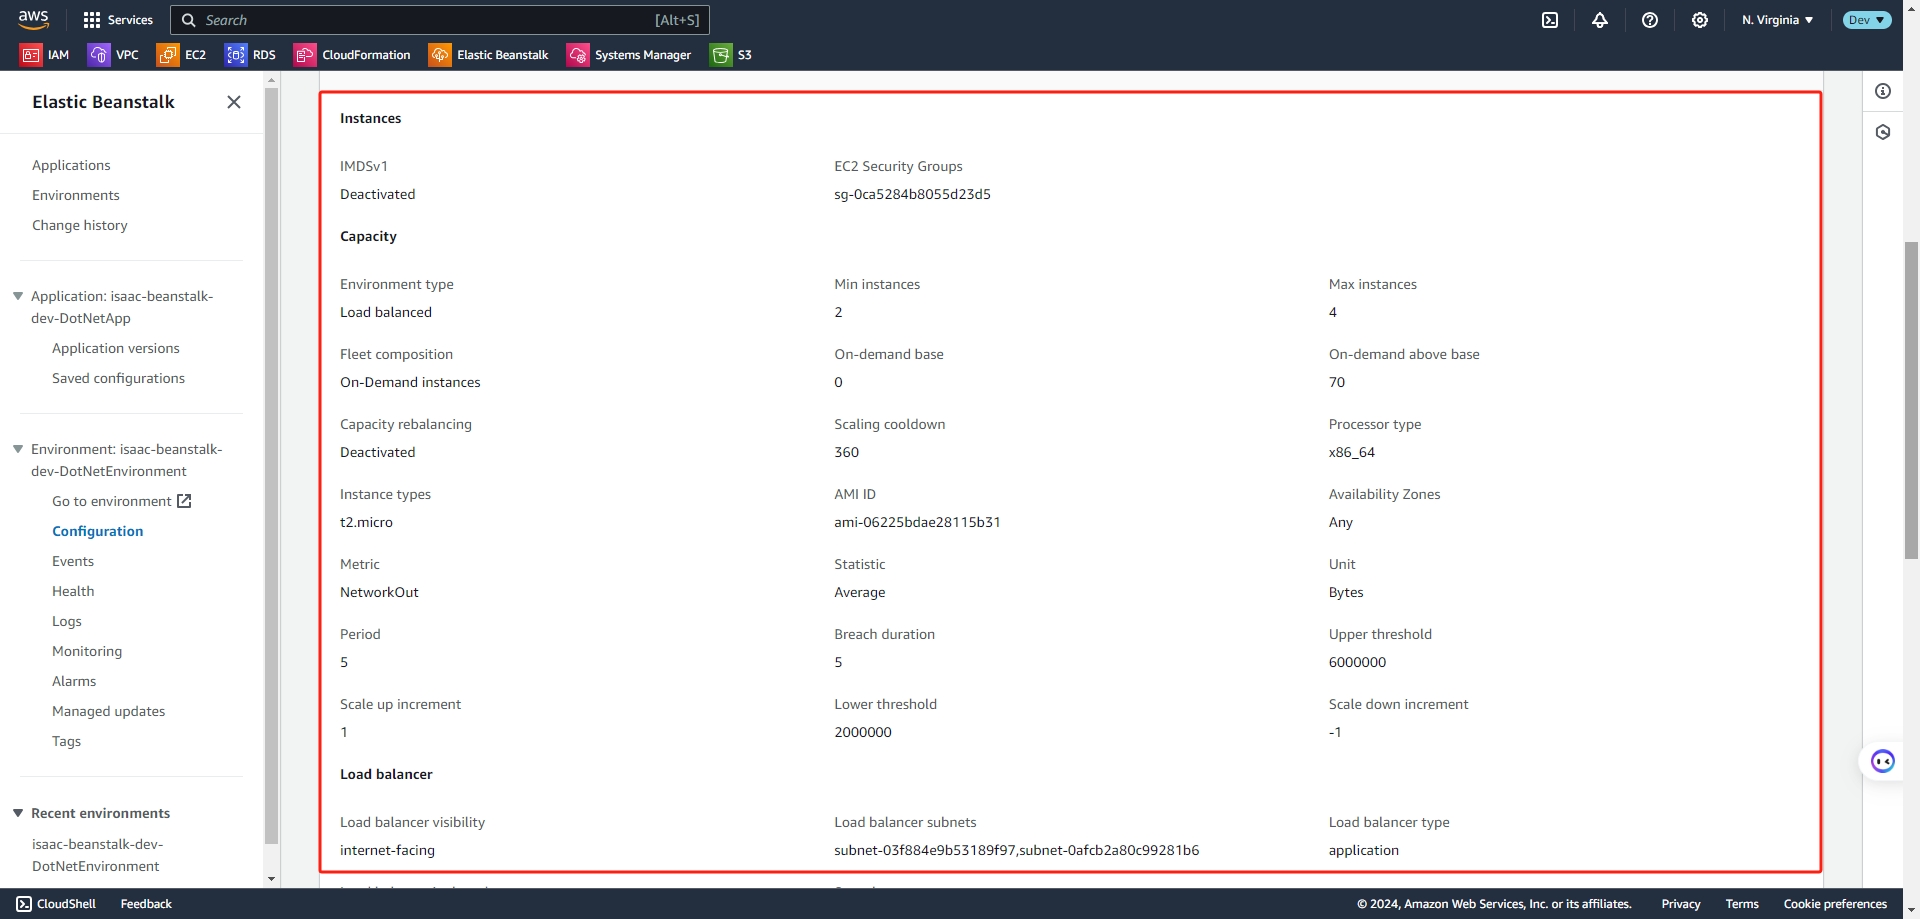 aws
Services
Search
[Alt+S]
N. Virginia
Dev
IAM
VPC
EC2
RDS
CloudFormation
Elastic Beanstalk
Systems Manager
S3
Elastic Beanstalk
Applications
Environments
Change history
Application: isaac-beanstalk-
dev-DotNetApp
Application versions
Saved configurations
Environment: isaac-beanstalk-
dev-DotNetEnvironment
Go to environment
Configuration
Events
Health
Logs
Monitoring
Alarms
Managed updates
Tags
Recent environments
isaac-beanstalk-dev-
DotNetEnvironment
Instances
IMDSv1
EC2 Security Groups
Deactivated
sg-0ca5284b8055d23d5
Capacity
Environment type
Min instances
Max instances
Load balanced
2
4
Fleet composition
On-demand base
On-demand above base
On-Demand instances
0
70
Capacity rebalancing
Scaling cooldown
Processor type
Deactivated
360
x86_64
Instance types
AMI ID
Availability Zones
t2.micro
ami-06225bdae28115b31
Any
Metric
Statistic
Unit
NetworkOut
Average
Bytes
Period
Breach duration
Upper threshold
5
5
6000000
Scale up increment
Lower threshold
Scale down increment
1
2000000
-1
Load balancer
Load balancer visibility
Load balancer subnets
Load balancer type
internet-facing
subnet-03f884e9b53189f97,subnet-0afcb2a80c99281b6
application
CloudShell
Feedback
© 2024, Amazon Web Services, Inc. or its affiliates.
Privacy
Terms
Cookie preferences